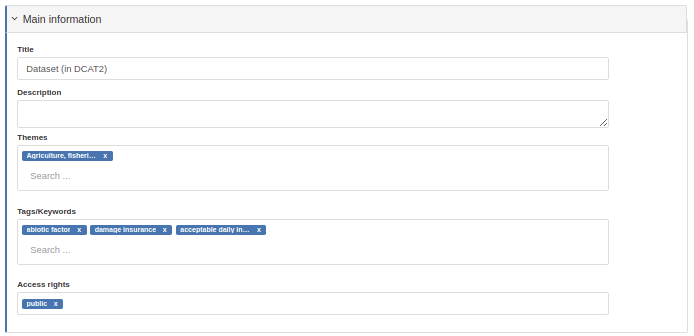 Main information
Title
Dataset (in DCAT2)
Description
Themes
Agriculture, fisheri... x
Search ...
Tags/Keywords
abiotic factor x damage insurance x acceptable daily in... x
Search ...
Access rights
public x